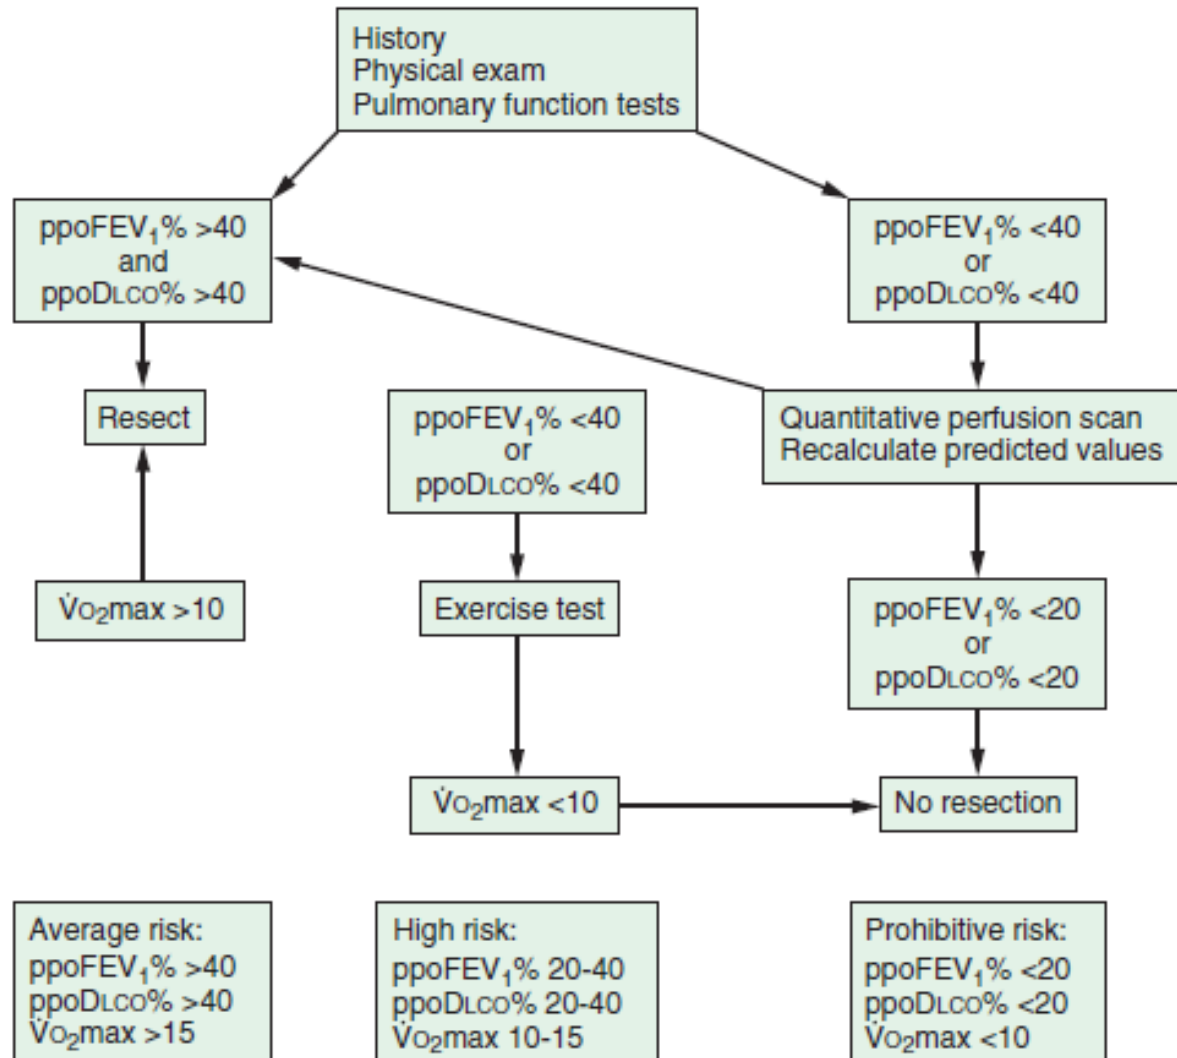 History
Physical exam
Pulmonary function tests
ppoFEV₁% >40
and
ppoDLCO% >40
ppoFEV₁% <40
or
ppoDLCO% <40
Resect
ppoFEV₁% <40
or
ppoDLCO% <40
Quantitative perfusion scan
Recalculate predicted values
V̇O₂max >10
Exercise test
ppoFEV₁% <20
or
ppoDLCO% <20
V̇O₂max <10
No resection
Average risk:
ppoFEV₁% >40
ppoDLCO% >40
V̇O₂max >15
High risk:
ppoFEV₁% 20-40
ppoDLCO% 20-40
V̇O₂max 10-15
Prohibitive risk:
ppoFEV₁% <20
ppoDLCO% <20
V̇O₂max <10